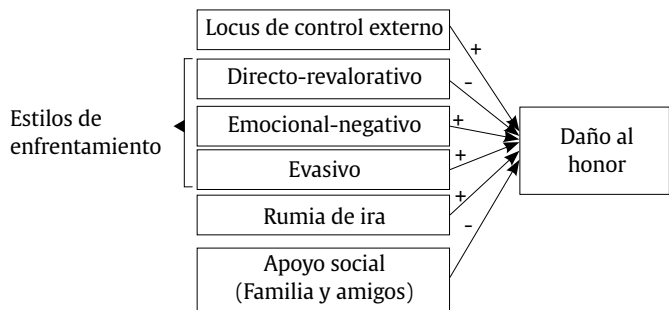 Locus de control externo
+
Directo-revalorativo
-
Estilos de
enfrentamiento
Emocional-negativo
+
Daño al
honor
Evasivo
+
Rumia de ira
+
-
Apoyo social
(Familia y amigos)